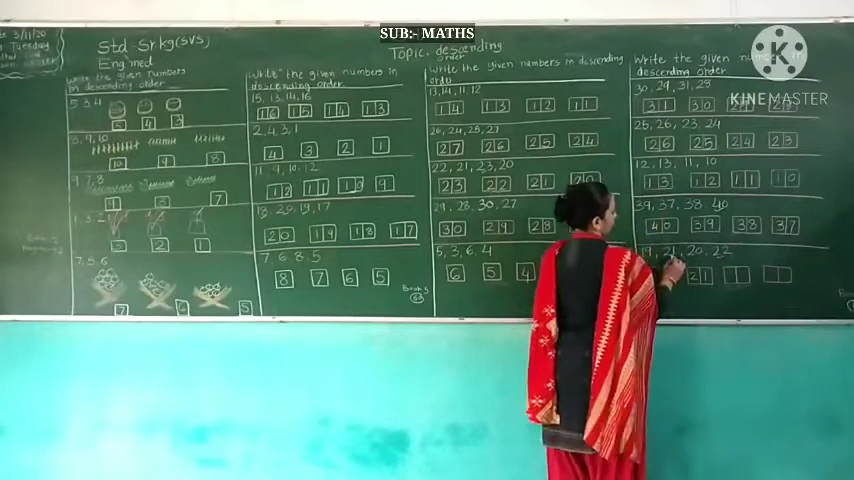 SUB:- MATHS
3/11/20
Tuesday
Std Sr.kg (SVS)
Eng med
Topic. descending
order
KINEMASTER
Write the given numbers
in descending order
5, 3, 4
5 4 3
8, 9, 10
10 9 8
9, 7, 8
7
1, 3, 2
3 2 1
7, 5, 6
7 6 5
Write the given numbers in
descending order
15, 13, 14, 16
16 15 14 13
2, 4, 3, 1
4 3 2 1
11, 9, 10, 12
12 11 10 9
18, 20, 19, 17
20 19 18 17
7, 6, 8, 5
8 7 6 5
Write the given numbers in descending
order
13, 14, 11, 12
14 13 12 11
26, 24, 25, 27
27 26 25 24
22, 21, 23, 20
23 22 21 20
29, 28, 30, 27
30 29 28
5, 3, 6, 4
6 5 4
Write the given
descending order
30, 29, 31, 28
31 30
25, 26, 23, 24
26 25 24 23
12, 13, 11, 10
13 12 11 10
39, 37, 38 40
40 39 38 37
19, 21, 20, 22
21